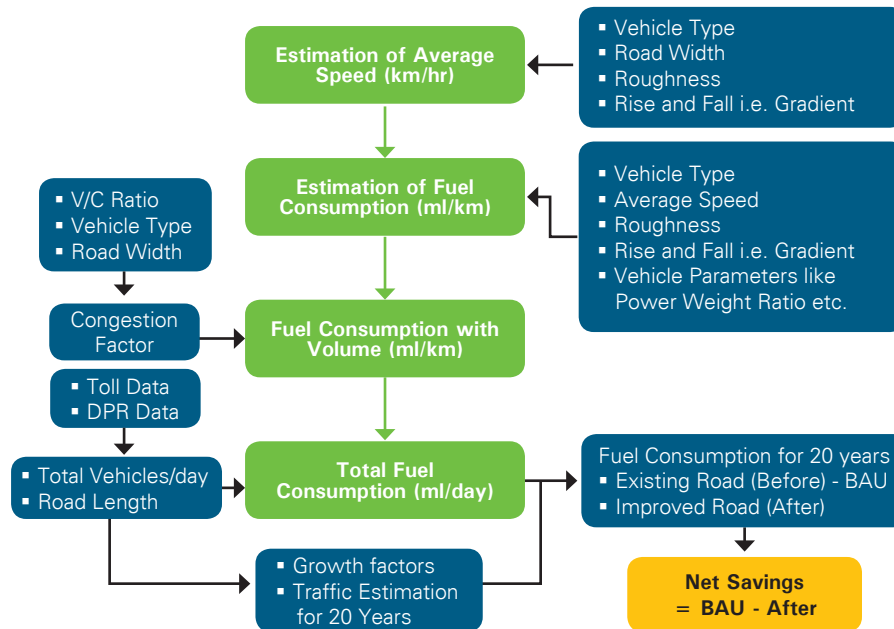 Estimation of Average
Speed (km/hr)
▪ Vehicle Type
▪ Road Width
▪ Roughness
▪ Rise and Fall i.e. Gradient
Estimation of Fuel
Consumption (ml/km)
▪ Vehicle Type
▪ Average Speed
▪ Roughness
▪ Rise and Fall i.e. Gradient
▪ Vehicle Parameters like
Power Weight Ratio etc.
▪ V/C Ratio
▪ Vehicle Type
▪ Road Width
Congestion
Factor
Fuel Consumption with
Volume (ml/km)
▪ Toll Data
▪ DPR Data
▪ Total Vehicles/day
▪ Road Length
Total Fuel
Consumption (ml/day)
Fuel Consumption for 20 years
▪ Existing Road (Before) - BAU
▪ Improved Road (After)
▪ Growth factors
▪ Traffic Estimation
for 20 Years
Net Savings
= BAU - After